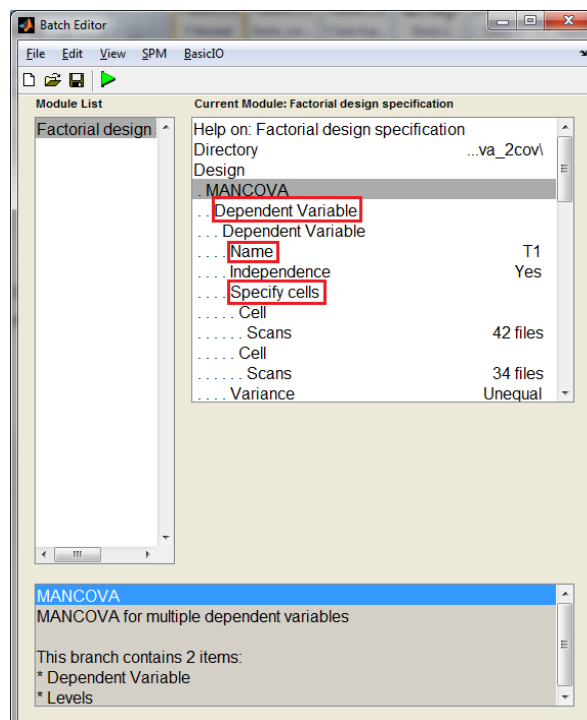 Batch Editor
File Edit View SPM BasicIO
Module List
Current Module: Factorial design specification
Factorial design
Help on: Factorial design specification
Directory ...va_2cov\
Design
. MANCOVA
. . Dependent Variable
. . . Dependent Variable
. . . . Name T1
. . . . Independence Yes
. . . . Specify cells
. . . . . Cell
. . . . . . Scans 42 files
. . . . . Cell
. . . . . . Scans 34 files
. . . . Variance Unequal
MANCOVA
MANCOVA for multiple dependent variables
This branch contains 2 items:
* Dependent Variable
* Levels